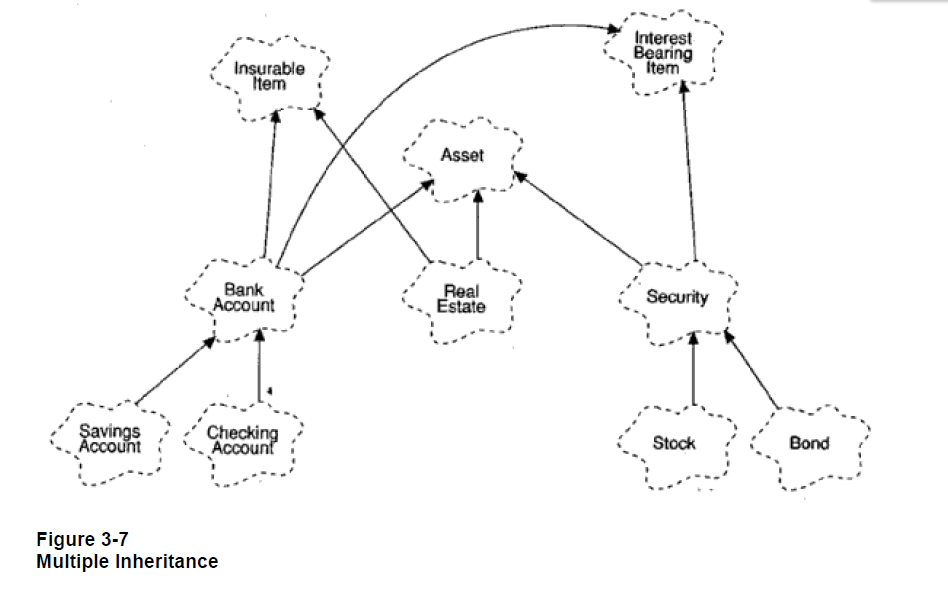 Interest
Bearing
Item
Insurable
Item
Asset
Bank
Account
Real
Estate
Security
Savings
Account
Checking
Account
Stock
Bond
Figure 3-7
Multiple Inheritance